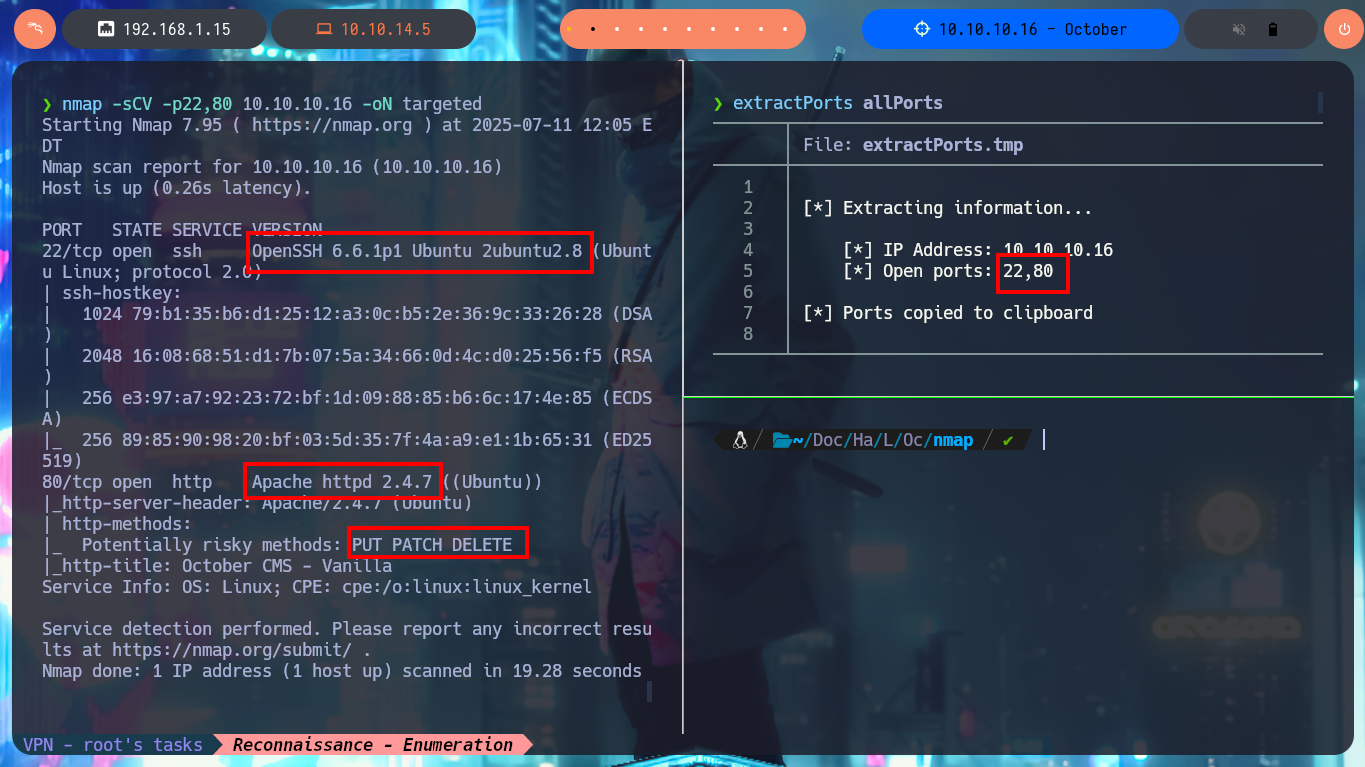 192.168.1.15
10.10.14.5
10.10.10.16 - October
❯ nmap -sCV -p22,80 10.10.10.16 -oN targeted
Starting Nmap 7.95 ( https://nmap.org ) at 2025-07-11 12:05 E
DT
Nmap scan report for 10.10.10.16 (10.10.10.16)
Host is up (0.26s latency).
PORT   STATE SERVICE VERSION
22/tcp open  ssh     OpenSSH 6.6.1p1 Ubuntu 2ubuntu2.8 (Ubunt
u Linux; protocol 2.0)
| ssh-hostkey:
|   1024 79:b1:35:b6:d1:25:12:a3:0c:b5:2e:36:9c:33:26:28 (DSA
)
|   2048 16:08:68:51:d1:7b:07:5a:34:66:0d:4c:d0:25:56:f5 (RSA
)
|   256 e3:97:a7:92:23:72:bf:1d:09:88:85:b6:6c:17:4e:85 (ECDS
A)
|_  256 89:85:90:98:20:bf:03:5d:35:7f:4a:a9:e1:1b:65:31 (ED25
519)
80/tcp open  http    Apache httpd 2.4.7 ((Ubuntu))
|_http-server-header: Apache/2.4.7 (Ubuntu)
| http-methods:
|_  Potentially risky methods: PUT PATCH DELETE
|_http-title: October CMS - Vanilla
Service Info: OS: Linux; CPE: cpe:/o:linux:linux_kernel
Service detection performed. Please report any incorrect resu
lts at https://nmap.org/submit/ .
Nmap done: 1 IP address (1 host up) scanned in 19.28 seconds
❯ extractPorts allPorts
File: extractPorts.tmp
1
2 [*] Extracting information...
3
4 [*] IP Address: 10.10.10.16
5 [*] Open ports: 22,80
6
7 [*] Ports copied to clipboard
8
~/Doc/Ha/L/Oc/nmap / ✔
VPN - root's tasks
Reconnaissance - Enumeration